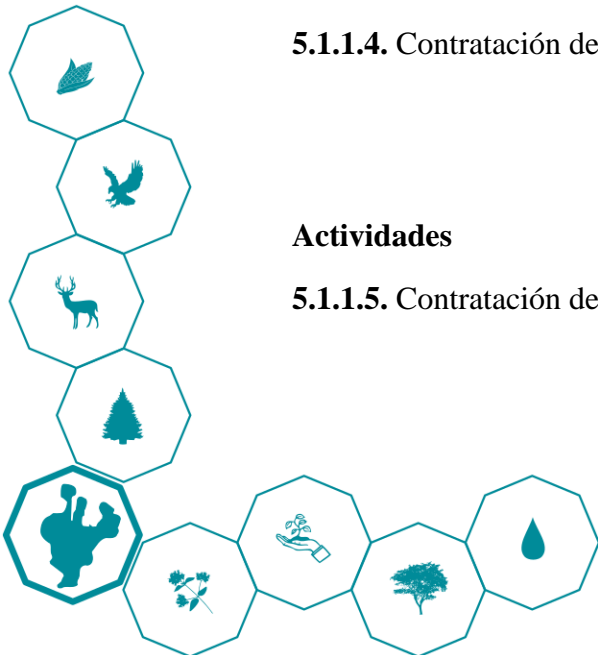 5.1.1.4. Contratación de
Actividades
5.1.1.5. Contratación de